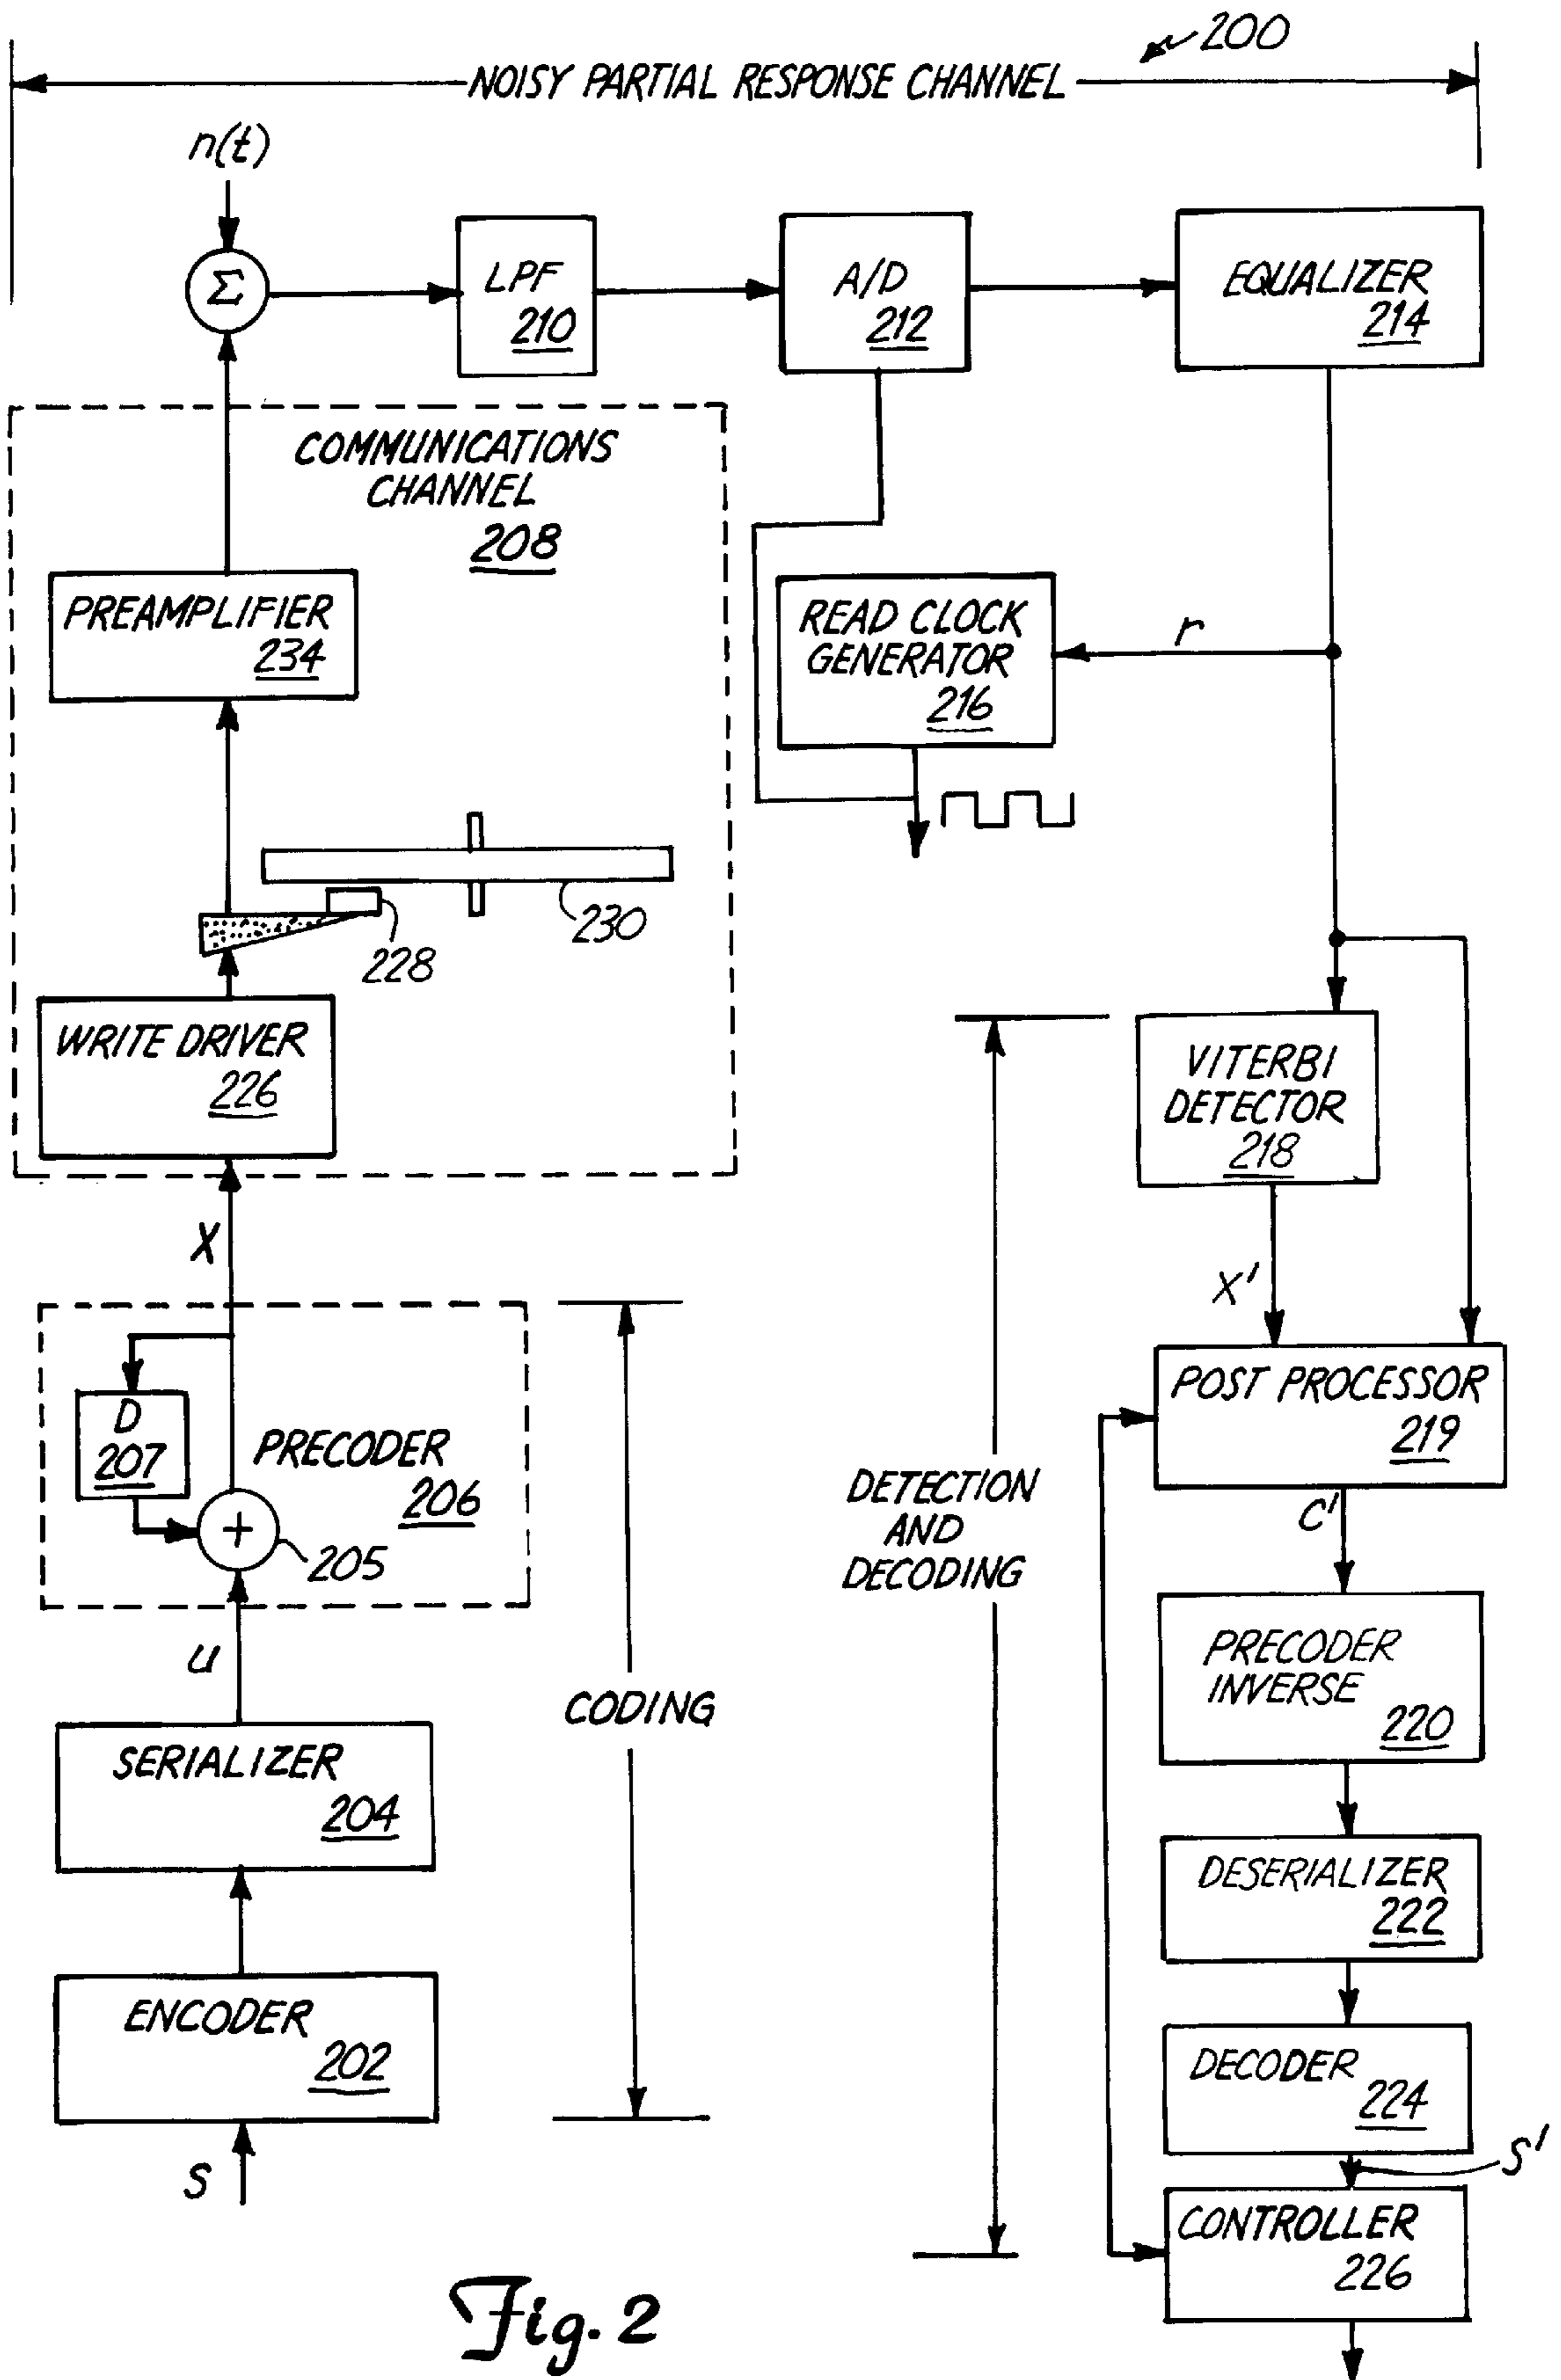 200
NOISY PARTIAL RESPONSE CHANNEL
n(t)
Σ
LPF
210
A/D
212
EQUALIZER
214
COMMUNICATIONS
CHANNEL
208
PREAMPLIFIER
234
READ CLOCK
GENERATOR
216
r
228
230
WRITE DRIVER
226
VITERBI
DETECTOR
218
X
X'
D
207
PRECODER
206
+
205
POST PROCESSOR
219
DETECTION
AND
DECODING
C'
U
CODING
PRECODER
INVERSE
220
SERIALIZER
204
DESERIALIZER
222
ENCODER
202
DECODER
224
S
S'
CONTROLLER
226
Fig. 2